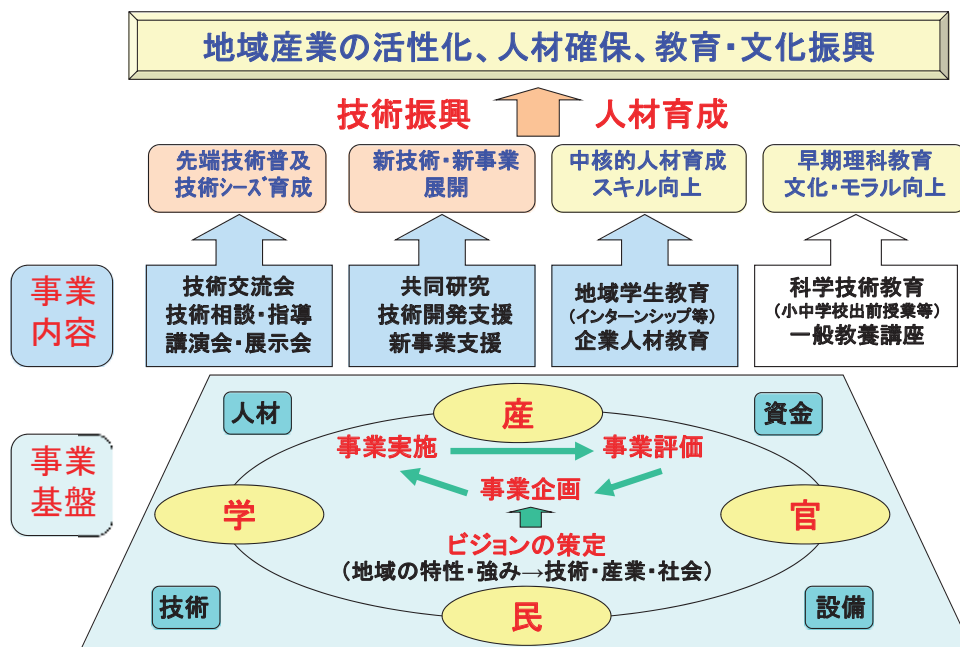 地域産業の活性化、人材確保、教育・文化振興
技術振興
人材育成
先端技術普及
技術ｼｰｽﾞ育成
新技術・新事業
展開
中核的人材育成
スキル向上
早期理科教育
文化・モラル向上
事業
内容
技術交流会
技術相談・指導
講演会・展示会
共同研究
技術開発支援
新事業支援
地域学生教育
（インターンシップ等）
企業人材教育
科学技術教育
（小中学校出前授業等）
一般教養講座
事業
基盤
人材
産
資金
事業実施
事業評価
事業企画
学
官
ビジョンの策定
（地域の特性・強み→技術・産業・社会）
技術
民
設備